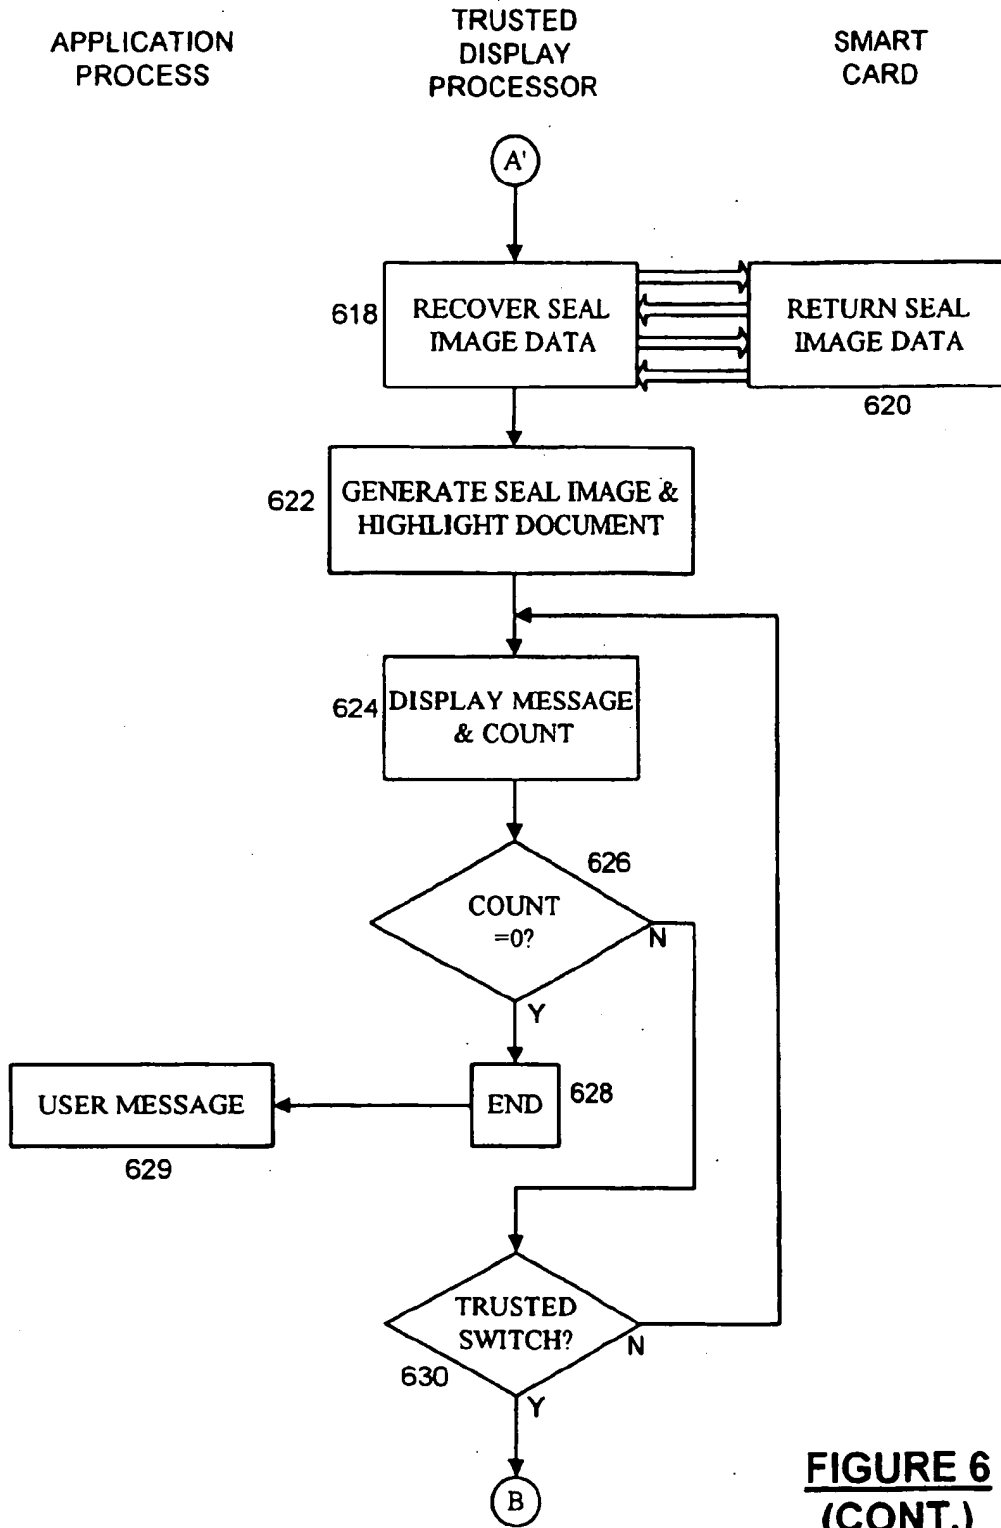 APPLICATION
PROCESS
TRUSTED
DISPLAY
PROCESSOR
SMART
CARD
A'
618
RECOVER SEAL
IMAGE DATA
RETURN SEAL
IMAGE DATA
620
622
GENERATE SEAL IMAGE &
HIGHLIGHT DOCUMENT
624
DISPLAY MESSAGE
& COUNT
626
COUNT
=0?
N
Y
USER MESSAGE
629
END
628
TRUSTED
SWITCH?
N
630
Y
B
FIGURE 6
(CONT.)